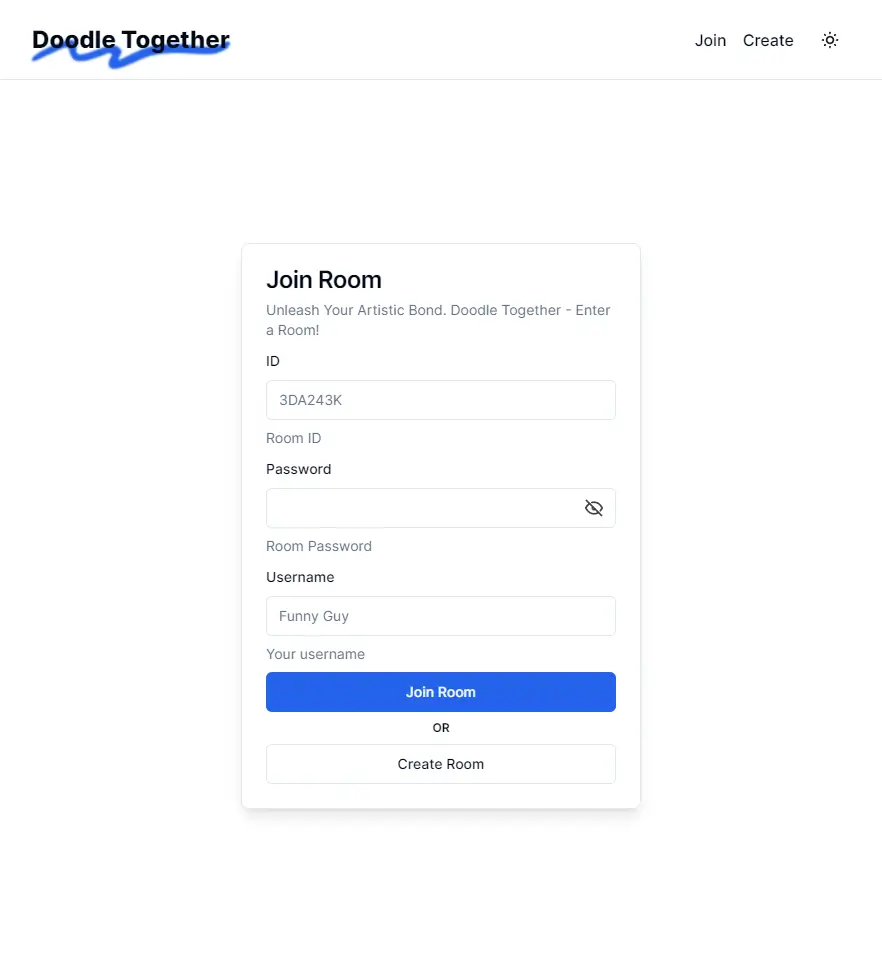 Doodle Together
Join
Create
Join Room
Unleash Your Artistic Bond. Doodle Together - Enter
a Room!
ID
3DA243K
Room ID
Password
Room Password
Username
Funny Guy
Your username
Join Room
OR
Create Room